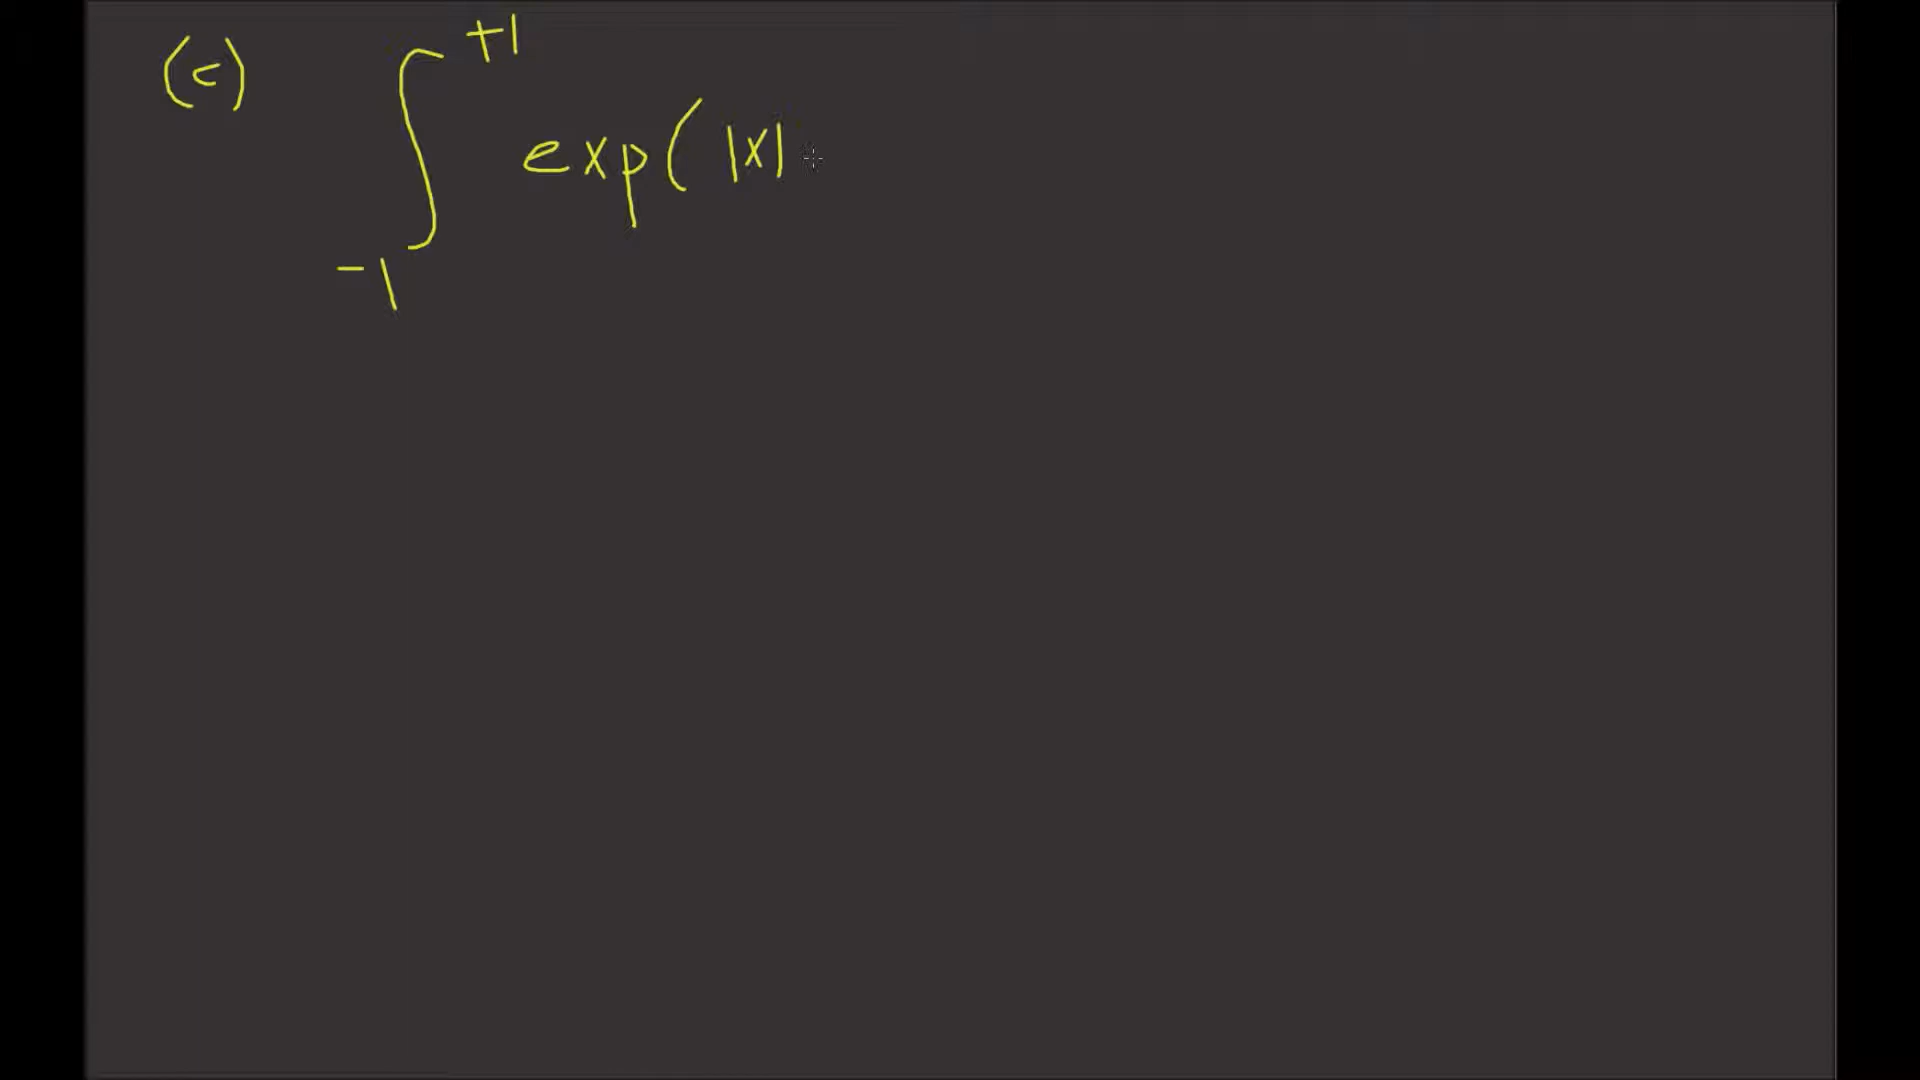 (c) ∫_{-1}^{+1} exp( |x|